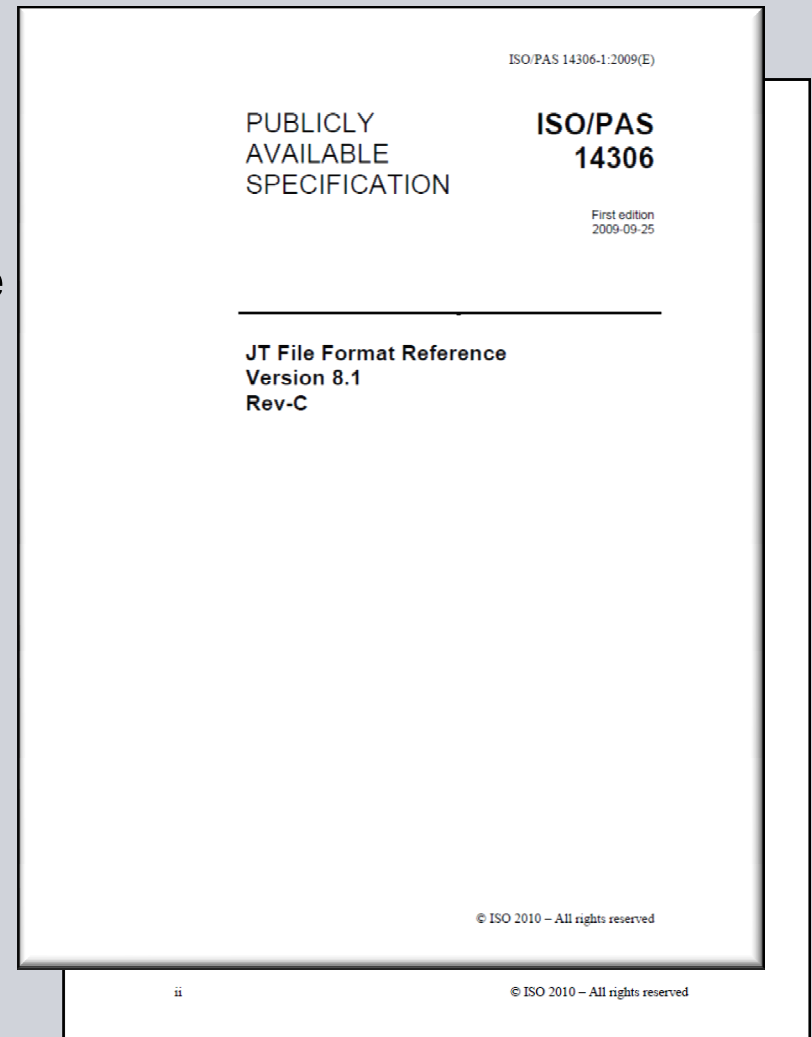 ISO/PAS 14306-1:2009(E)
PUBLICLY
AVAILABLE
SPECIFICATION
ISO/PAS
14306
First edition
2009-09-25
e
JT File Format Reference
Version 8.1
Rev-C
© ISO 2010 – All rights reserved
ii
© ISO 2010 – All rights reserved